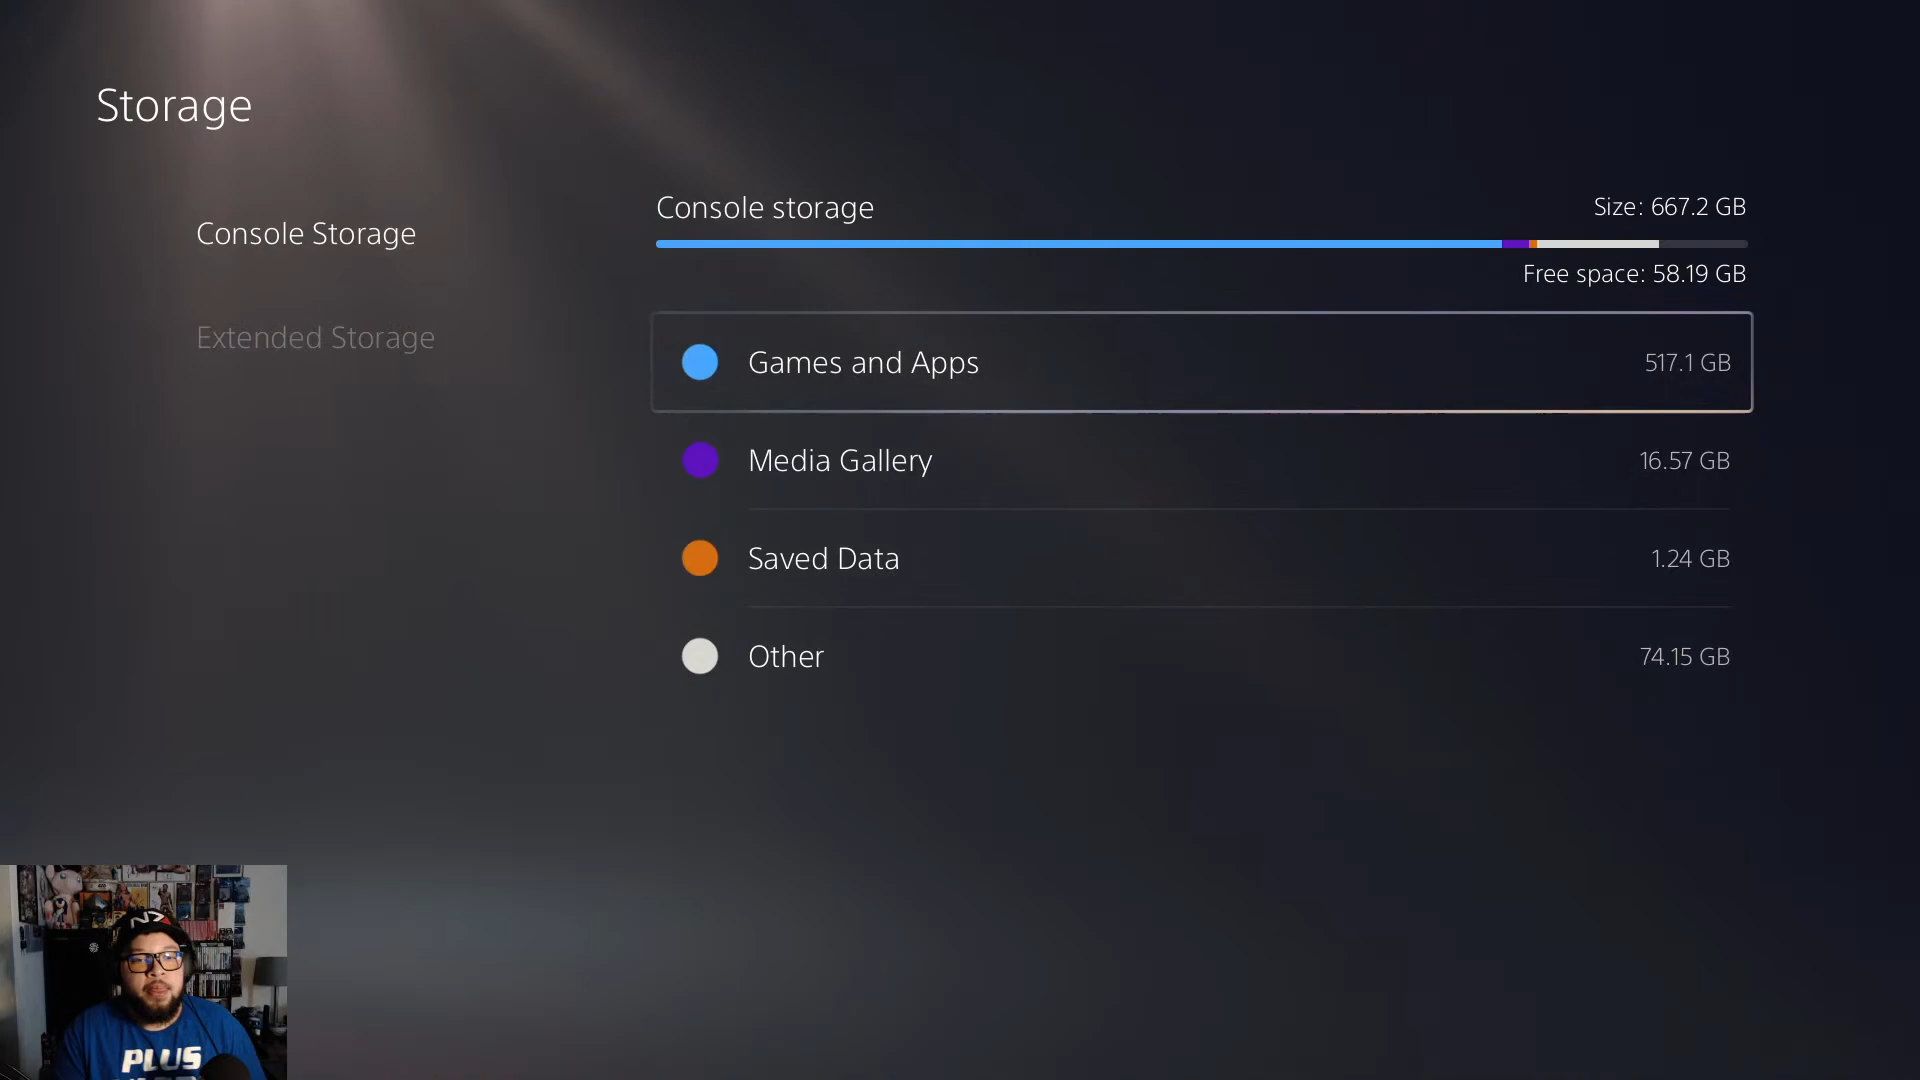 Storage
Console Storage
Extended Storage
Console storage
Size: 667.2 GB
Free space: 58.19 GB
Games and Apps
517.1 GB
Media Gallery
16.57 GB
Saved Data
1.24 GB
Other
74.15 GB
N7
PLUS